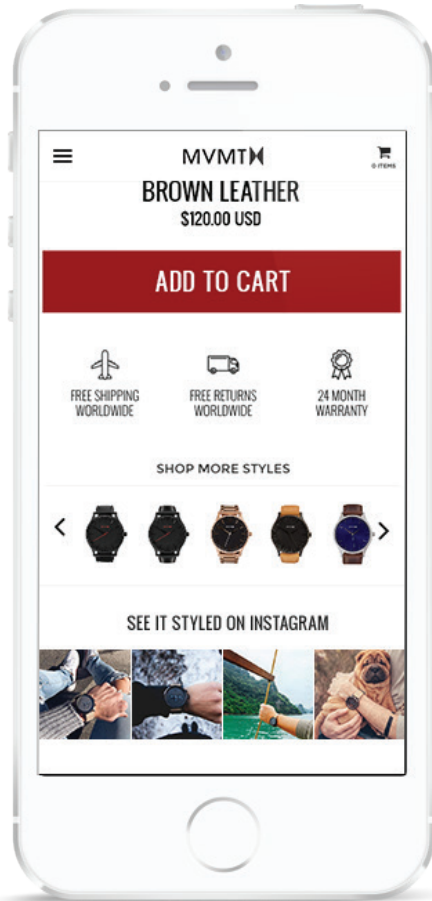 MVMT
0 ITEMS
BROWN LEATHER
$120.00 USD
ADD TO CART
FREE SHIPPING
WORLDWIDE
FREE RETURNS
WORLDWIDE
24 MONTH
WARRANTY
SHOP MORE STYLES
SEE IT STYLED ON INSTAGRAM